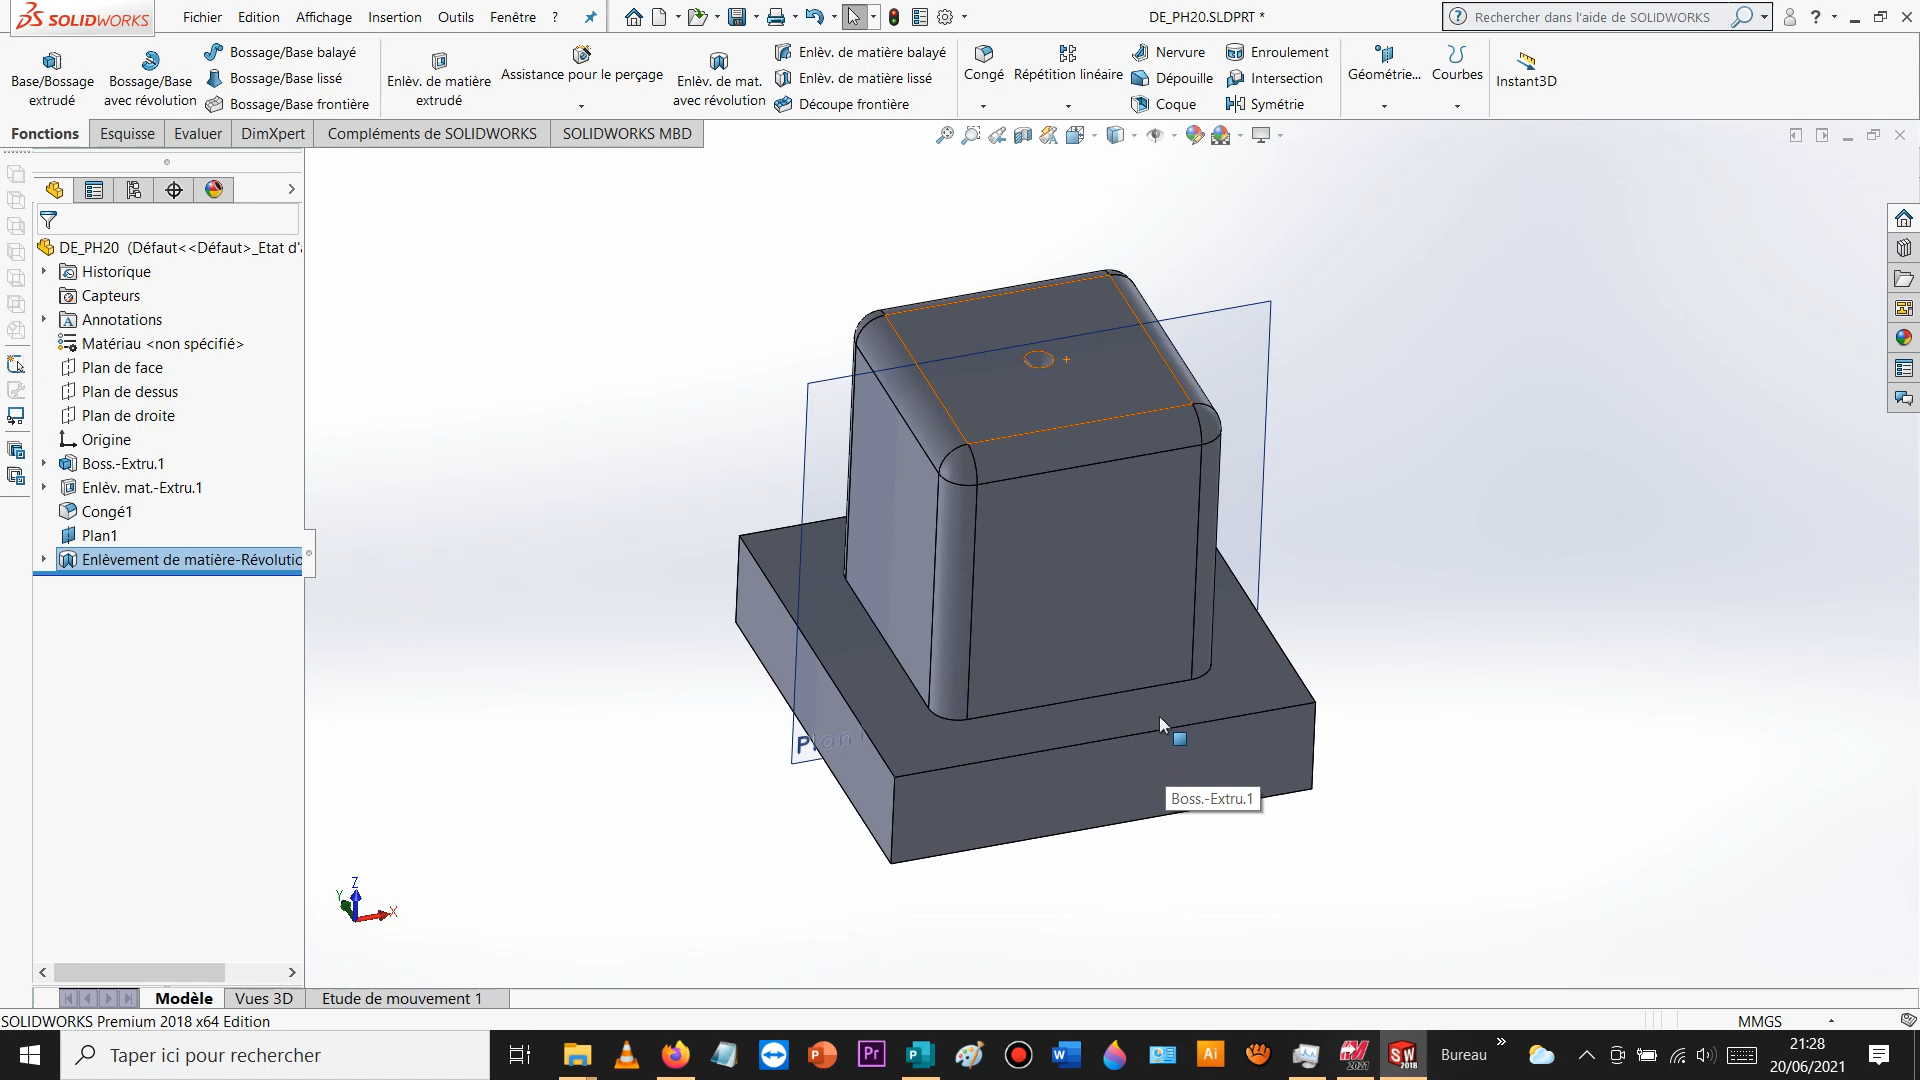 SOLIDWORKS
Fichier Edition Affichage Insertion Outils Fenêtre ?
DE_PH20.SLDPRT *
Rechercher dans l'aide de SOLIDWORKS
?
Base/Bossage extrudé
Bossage/Base avec révolution
Bossage/Base balayé
Bossage/Base lissé
Bossage/Base frontière
Enlèv. de matière extrudé
Assistance pour le perçage
Enlèv. de mat. avec révolution
Enlèv. de matière balayé
Enlèv. de matière lissé
Découpe frontière
Congé
Répétition linéaire
Nervure
Dépouille
Coque
Enroulement
Intersection
Symétrie
Géométrie...
Courbes
Instant3D
Fonctions Esquisse Evaluer DimXpert Compléments de SOLIDWORKS SOLIDWORKS MBD
DE_PH20 (Défaut<<Défaut>_Etat d'
Historique
Capteurs
Annotations
Matériau <non spécifié>
Plan de face
Plan de dessus
Plan de droite
Origine
Boss.-Extru.1
Enlèv. mat.-Extru.1
Congé1
Plan1
Enlèvement de matière-Révolutio
Plan1
Boss.-Extru.1
Z
Y
X
Modèle Vues 3D Etude de mouvement 1
SOLIDWORKS Premium 2018 x64 Edition
MMGS
Taper ici pour rechercher
Pr
Ai
2021
SW
2018
Bureau
21:28
20/06/2021